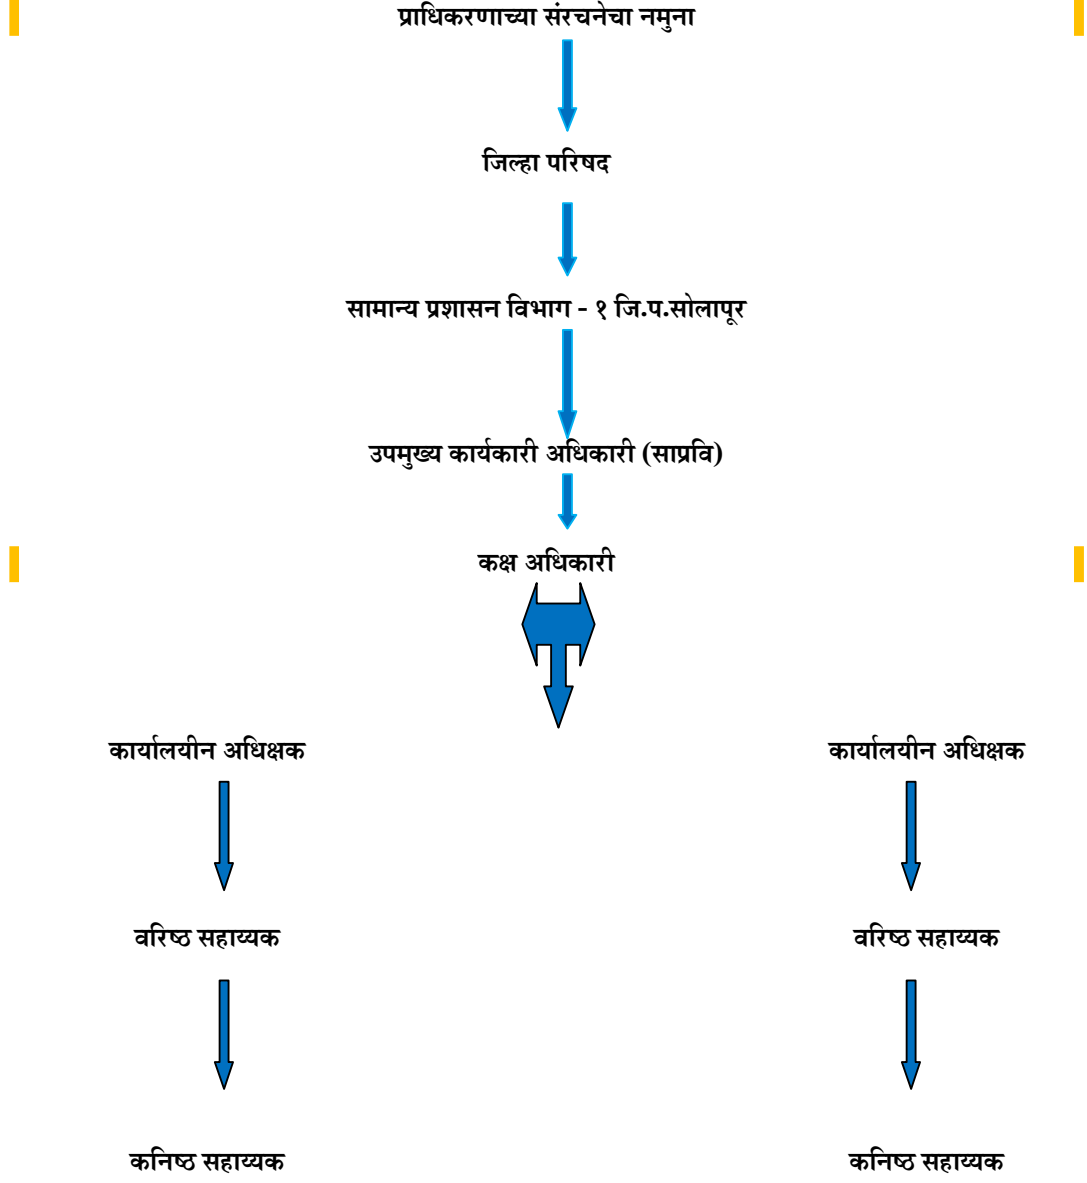 प्राधिकरणाच्या संरचनेचा नमुना
जिल्हा परिषद
सामान्य प्रशासन विभाग - १ जि.प.सोलापूर
उपमुख्य कार्यकारी अधिकारी (साप्रवि)
कक्ष अधिकारी
कार्यालयीन अधिक्षक
कार्यालयीन अधिक्षक
वरिष्ठ सहाय्यक
वरिष्ठ सहाय्यक
कनिष्ठ सहाय्यक
कनिष्ठ सहाय्यक